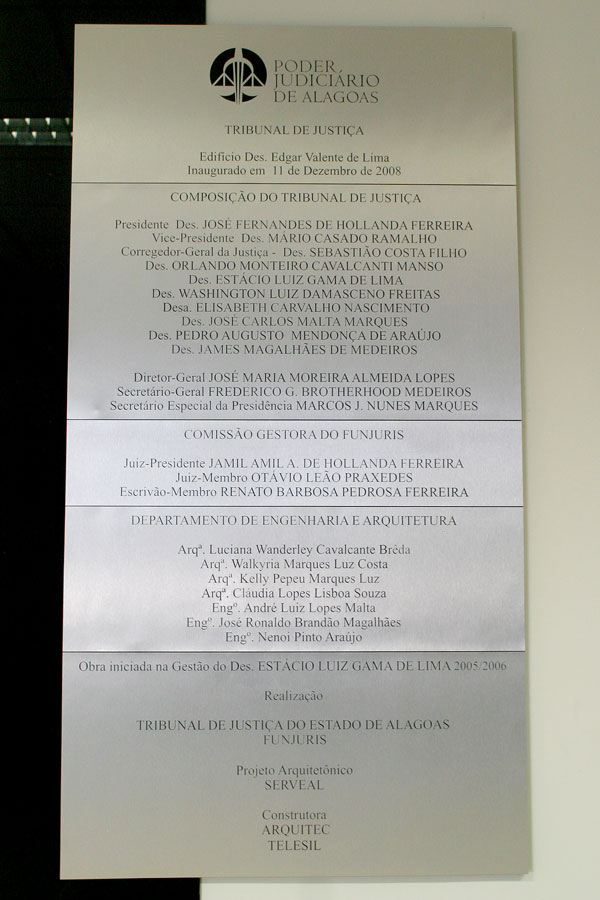 PODER
JUDICIÁRIO
DE ALAGOAS
TRIBUNAL DE JUSTIÇA
Edifício Des. Edgar Valente de Lima
Inaugurado em 11 de Dezembro de 2008
COMPOSIÇÃO DO TRIBUNAL DE JUSTIÇA
Presidente Des. JOSÉ FERNANDES DE HOLLANDA FERREIRA
Vice-Presidente Des. MÁRIO CASADO RAMALHO
Corregedor-Geral da Justiça - Des. SEBASTIÃO COSTA FILHO
Des. ORLANDO MONTEIRO CAVALCANTI MANSO
Des. ESTÁCIO LUIZ GAMA DE LIMA
Des. WASHINGTON LUIZ DAMASCENO FREITAS
Desa. ELISABETH CARVALHO NASCIMENTO
Des. JOSÉ CARLOS MALTA MARQUES
Des. PEDRO AUGUSTO MENDONÇA DE ARAÚJO
Des. JAMES MAGALHÃES DE MEDEIROS
Diretor-Geral JOSÉ MARIA MOREIRA ALMEIDA LOPES
Secretário-Geral FREDERICO G. BROTHERHOOD MEDEIROS
Secretário Especial da Presidência MARCOS J. NUNES MARQUES
COMISSÃO GESTORA DO FUNJURIS
Juiz-Presidente JAMIL AMIL A. DE HOLLANDA FERREIRA
Juiz-Membro OTÁVIO LEÃO PRAXEDES
Escrivão-Membro RENATO BARBOSA PEDROSA FERREIRA
DEPARTAMENTO DE ENGENHARIA E ARQUITETURA
Arqª. Luciana Wanderley Cavalcante Brêda
Arqª. Walkyria Marques Luz Costa
Arqª. Kelly Pepeu Marques Luz
Arqª. Cláudia Lopes Lisboa Souza
Engº. André Luiz Lopes Malta
Engº. José Ronaldo Brandão Magalhães
Engº. Nenoi Pinto Araújo
Obra iniciada na Gestão do Des. ESTÁCIO LUIZ GAMA DE LIMA 2005/2006
Realização
TRIBUNAL DE JUSTIÇA DO ESTADO DE ALAGOAS
FUNJURIS
Projeto Arquitetônico
SERVEAL
Construtora
ARQUITEC
TELESIL